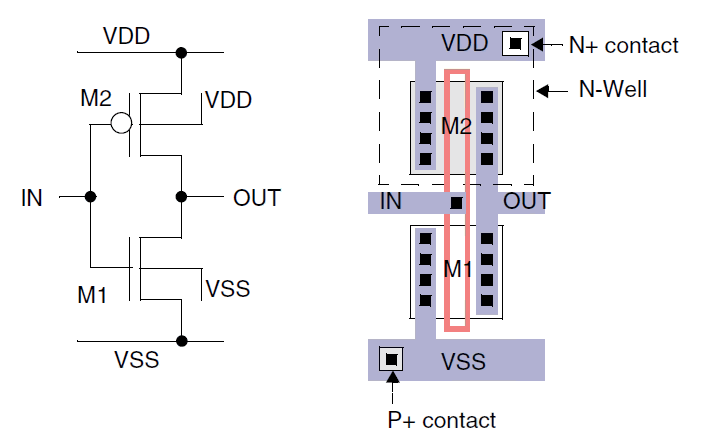 VDD
M2
VDD
IN
OUT
M1
VSS
VSS
VDD
N+ contact
N-Well
M2
IN
OUT
M1
VSS
P+ contact